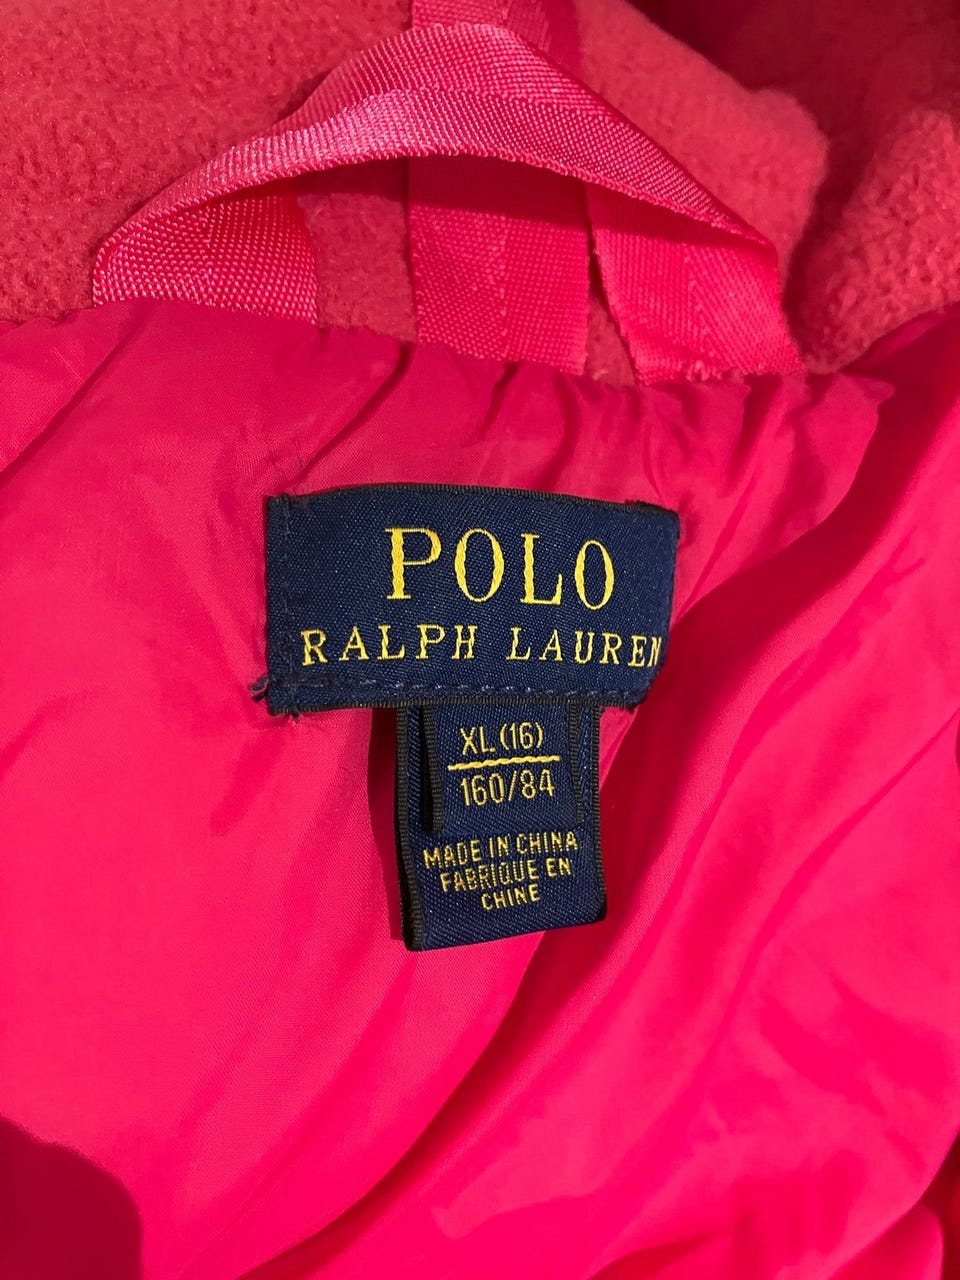 POLO
RALPH LAUREN
XL (16)
160/84
MADE IN CHINA
FABRIQUE EN
CHINE